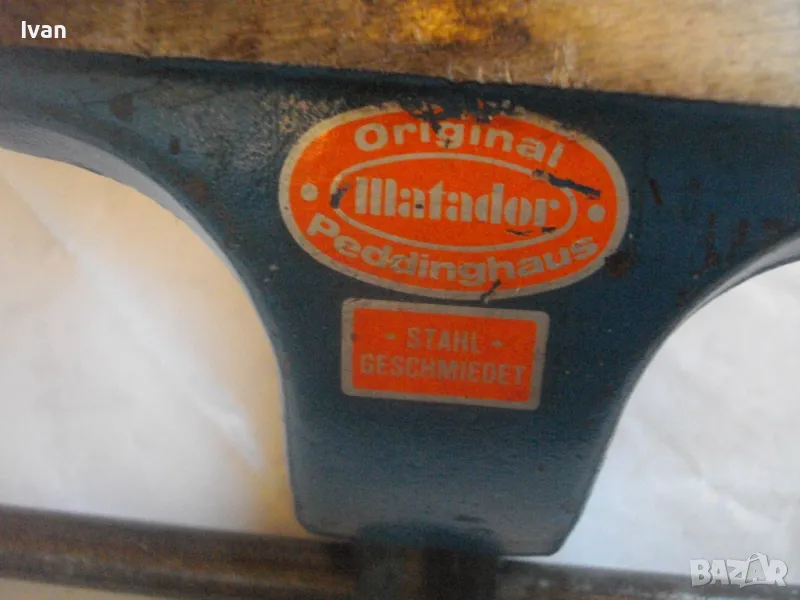 Ivan
Original
Matador
Peddinghaus
- STAHL -
GESCHMIEDET
BAZAR